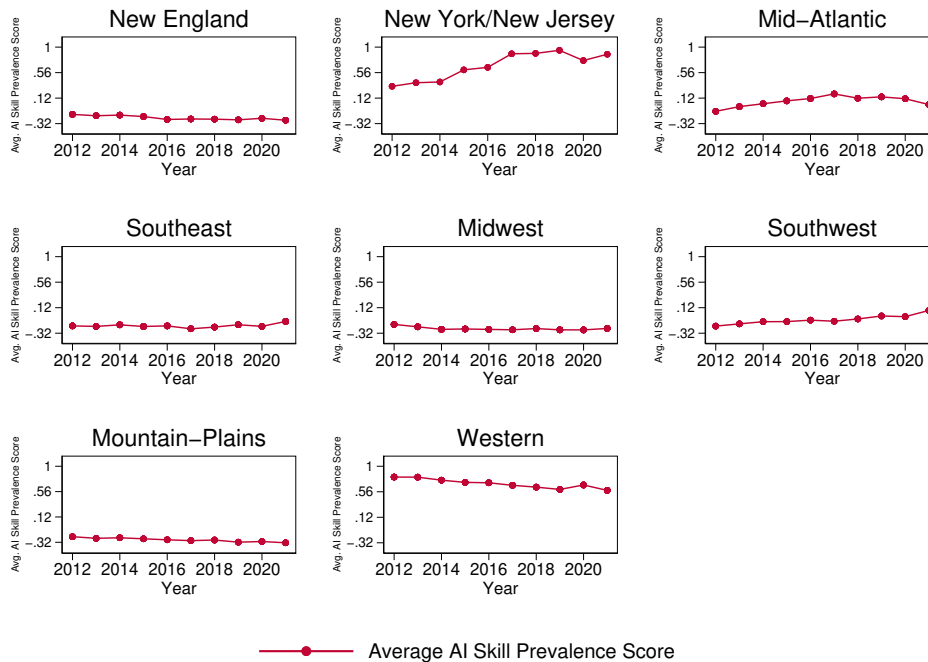 New England
Avg. AI Skill Prevalence Score
1
.56
.12
−.32
2012 2014 2016 2018 2020
Year
New York/New Jersey
Avg. AI Skill Prevalence Score
1
.56
.12
−.32
2012 2014 2016 2018 2020
Year
Mid−Atlantic
Avg. AI Skill Prevalence Score
1
.56
.12
−.32
2012 2014 2016 2018 2020
Year
Southeast
Avg. AI Skill Prevalence Score
1
.56
.12
−.32
2012 2014 2016 2018 2020
Year
Midwest
Avg. AI Skill Prevalence Score
1
.56
.12
−.32
2012 2014 2016 2018 2020
Year
Southwest
Avg. AI Skill Prevalence Score
1
.56
.12
−.32
2012 2014 2016 2018 2020
Year
Mountain−Plains
Avg. AI Skill Prevalence Score
1
.56
.12
−.32
2012 2014 2016 2018 2020
Year
Western
Avg. AI Skill Prevalence Score
1
.56
.12
−.32
2012 2014 2016 2018 2020
Year
Average AI Skill Prevalence Score